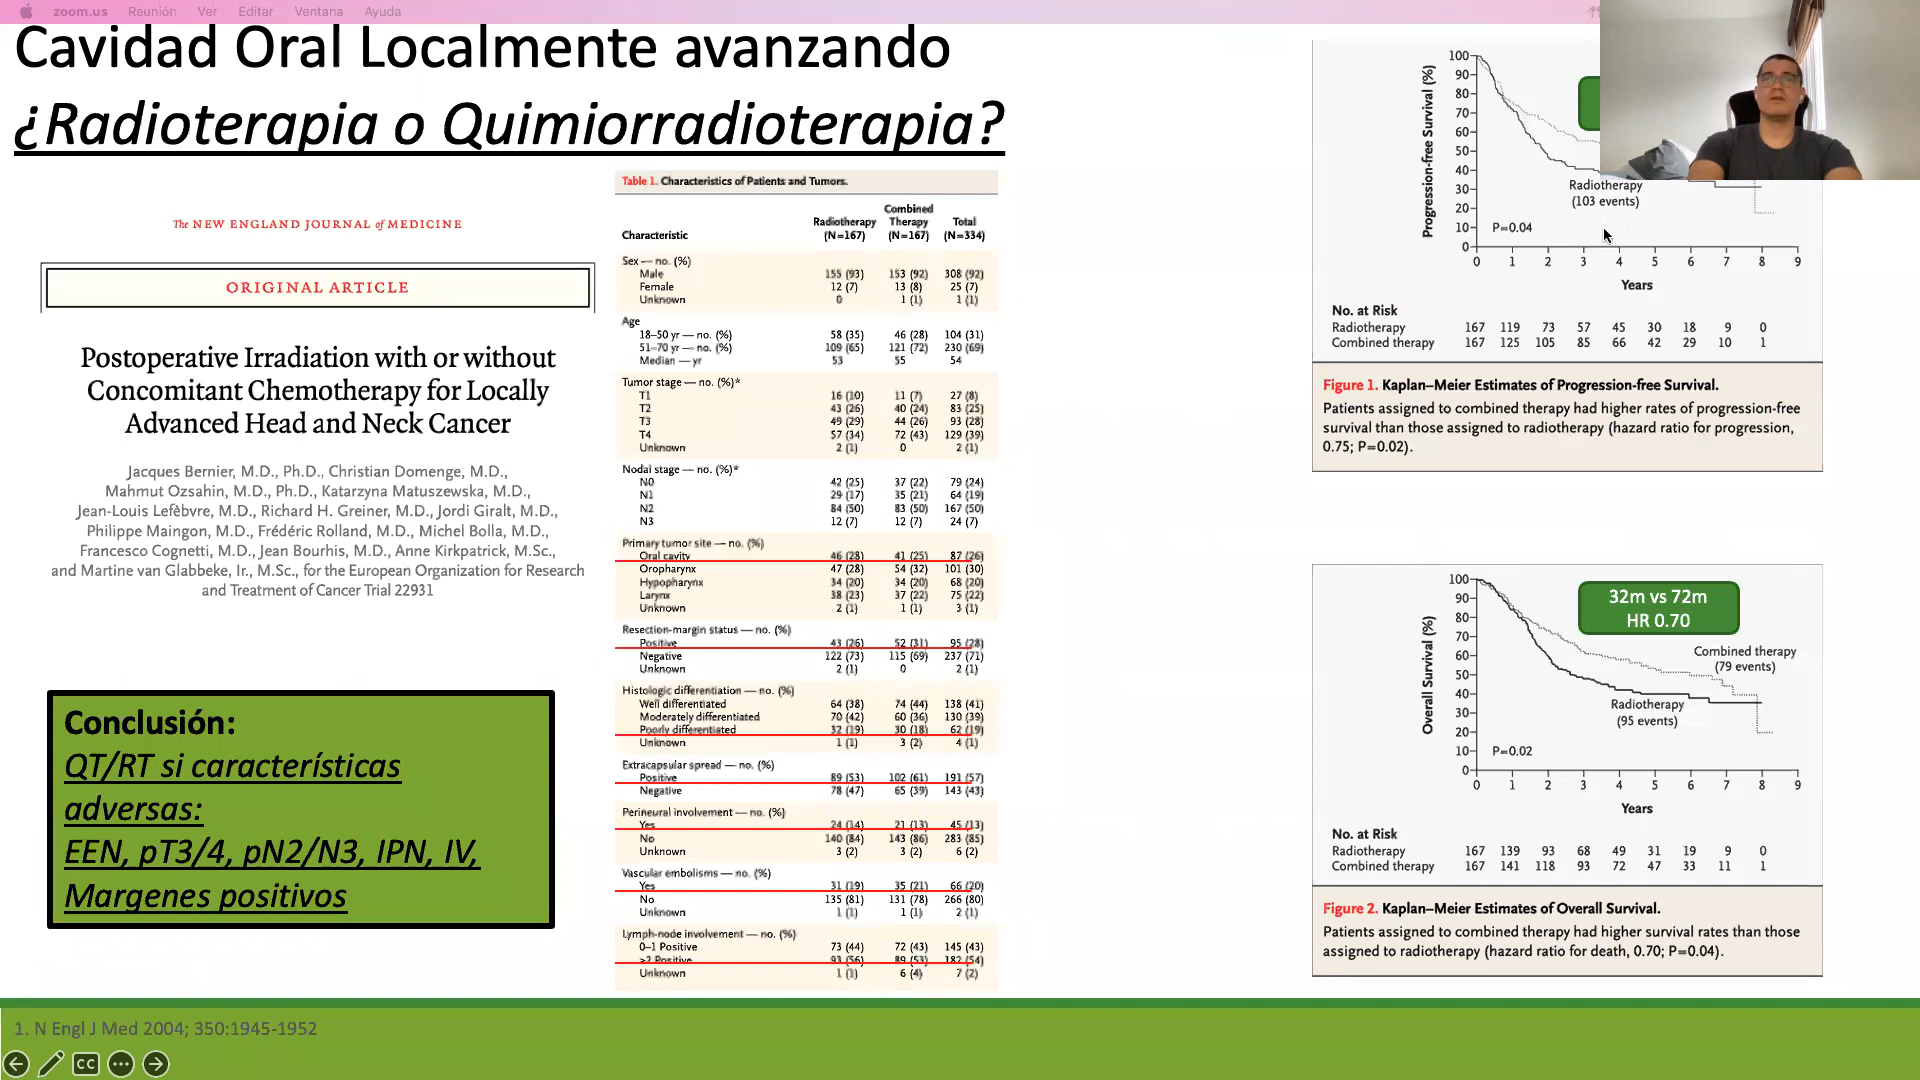 zoom.us Reunión Ver Editar Ventana Ayuda
Cavidad Oral Localmente avanzando
¿Radioterapia o Quimiorradioterapia?
The NEW ENGLAND JOURNAL of MEDICINE
ORIGINAL ARTICLE
Postoperative Irradiation with or without
Concomitant Chemotherapy for Locally
Advanced Head and Neck Cancer
Jacques Bernier, M.D., Ph.D., Christian Domenge, M.D.,
Mahmut Ozsahin, M.D., Ph.D., Katarzyna Matuszewska, M.D.,
Jean-Louis Lefèbvre, M.D., Richard H. Greiner, M.D., Jordi Giralt, M.D.,
Philippe Maingon, M.D., Frédéric Rolland, M.D., Michel Bolla, M.D.,
Francesco Cognetti, M.D., Jean Bourhis, M.D., Anne Kirkpatrick, M.Sc.,
and Martine van Glabbeke, Ir., M.Sc., for the European Organization for Research
and Treatment of Cancer Trial 22931
Conclusión:
QT/RT si características
adversas:
EEN, pT3/4, pN2/N3, IPN, IV,
Margenes positivos
Table 1. Characteristics of Patients and Tumors.
Characteristic Radiotherapy (N=167) Combined Therapy (N=167) Total (N=334)
Sex — no. (%)
Male 155 (93) 153 (92) 308 (92)
Female 12 (7) 13 (8) 25 (7)
Unknown 0 1 (1) 1 (1)
Age
18–50 yr — no. (%) 58 (35) 46 (28) 104 (31)
51–70 yr — no. (%) 109 (65) 121 (72) 230 (69)
Median — yr 53 55 54
Tumor stage — no. (%)*
T1 16 (10) 11 (7) 27 (8)
T2 43 (26) 40 (24) 83 (25)
T3 49 (29) 44 (26) 93 (28)
T4 57 (34) 72 (43) 129 (39)
Unknown 2 (1) 0 2 (1)
Nodal stage — no. (%)*
N0 42 (25) 37 (22) 79 (24)
N1 29 (17) 35 (21) 64 (19)
N2 84 (50) 83 (50) 167 (50)
N3 12 (7) 12 (7) 24 (7)
Primary tumor site — no. (%)
Oral cavity 46 (28) 41 (25) 87 (26)
Oropharynx 47 (28) 54 (32) 101 (30)
Hypopharynx 34 (20) 34 (20) 68 (20)
Larynx 38 (23) 37 (22) 75 (22)
Unknown 2 (1) 1 (1) 3 (1)
Resection-margin status — no. (%)
Positive 43 (26) 52 (31) 95 (28)
Negative 122 (73) 115 (69) 237 (71)
Unknown 2 (1) 0 2 (1)
Histologic differentiation — no. (%)
Well differentiated 64 (38) 74 (44) 138 (41)
Moderately differentiated 70 (42) 60 (36) 130 (39)
Poorly differentiated 32 (19) 30 (18) 62 (19)
Unknown 1 (1) 3 (2) 4 (1)
Extracapsular spread — no. (%)
Positive 89 (53) 102 (61) 191 (57)
Negative 78 (47) 65 (39) 143 (43)
Perineural involvement — no. (%)
Yes 24 (14) 21 (13) 45 (13)
No 140 (84) 143 (86) 283 (85)
Unknown 3 (2) 3 (2) 6 (2)
Vascular embolisms — no. (%)
Yes 31 (19) 35 (21) 66 (20)
No 135 (81) 131 (78) 266 (80)
Unknown 1 (1) 1 (1) 2 (1)
Lymph-node involvement — no. (%)
0–1 Positive 73 (44) 72 (43) 145 (43)
≥2 Positive 93 (56) 89 (53) 182 (54)
Unknown 1 (1) 6 (4) 7 (2)
Progression-free Survival (%)
100
90
80
70
60
50
40
30
20
10
0
Radiotherapy
(103 events)
P=0.04
0 1 2 3 4 5 6 7 8 9
Years
No. at Risk
Radiotherapy 167 119 73 57 45 30 18 9 0
Combined therapy 167 125 105 85 66 42 29 10 1
Figure 1. Kaplan–Meier Estimates of Progression-free Survival.
Patients assigned to combined therapy had higher rates of progression-free
survival than those assigned to radiotherapy (hazard ratio for progression,
0.75; P=0.02).
Overall Survival (%)
100
90
80
70
60
50
40
30
20
10
0
32m vs 72m
HR 0.70
Combined therapy
(79 events)
Radiotherapy
(95 events)
P=0.02
0 1 2 3 4 5 6 7 8 9
Years
No. at Risk
Radiotherapy 167 139 93 68 49 31 19 9 0
Combined therapy 167 141 118 93 72 47 33 11 1
Figure 2. Kaplan–Meier Estimates of Overall Survival.
Patients assigned to combined therapy had higher survival rates than those
assigned to radiotherapy (hazard ratio for death, 0.70; P=0.04).
1. N Engl J Med 2004; 350:1945-1952
CC